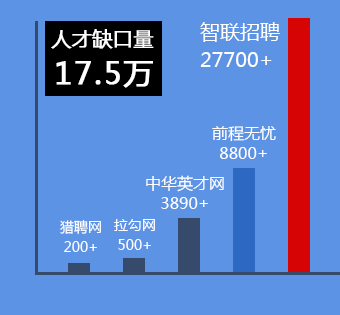 人才缺口量
17.5万
智联招聘
27700+
前程无忧
8800+
中华英才网
3890+
猎聘网
200+
拉勾网
500+